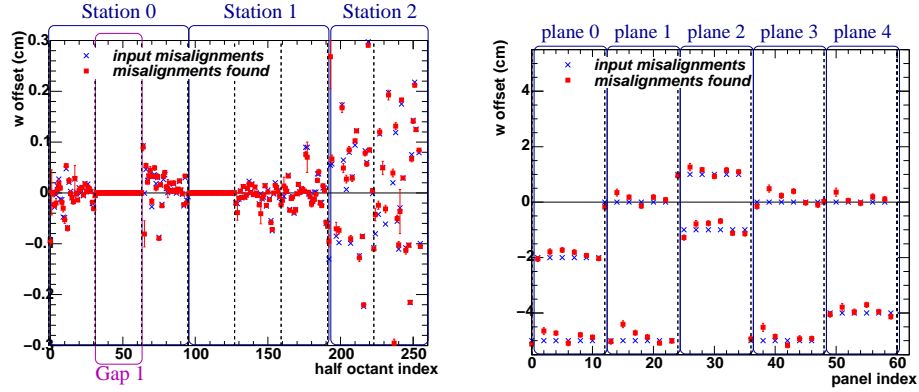 Station 0 Station 1 Station 2
w offset (cm)
0.3
0.2
0.1
0
−0.1
−0.2
−0.3
input misalignments
misalignments found
0 50 100 150 200 250
half octant index
Gap 1
plane 0 plane 1 plane 2 plane 3 plane 4
w offset (cm)
4
2
0
−2
−4
input misalignments
misalignments found
0 10 20 30 40 50 60
panel index